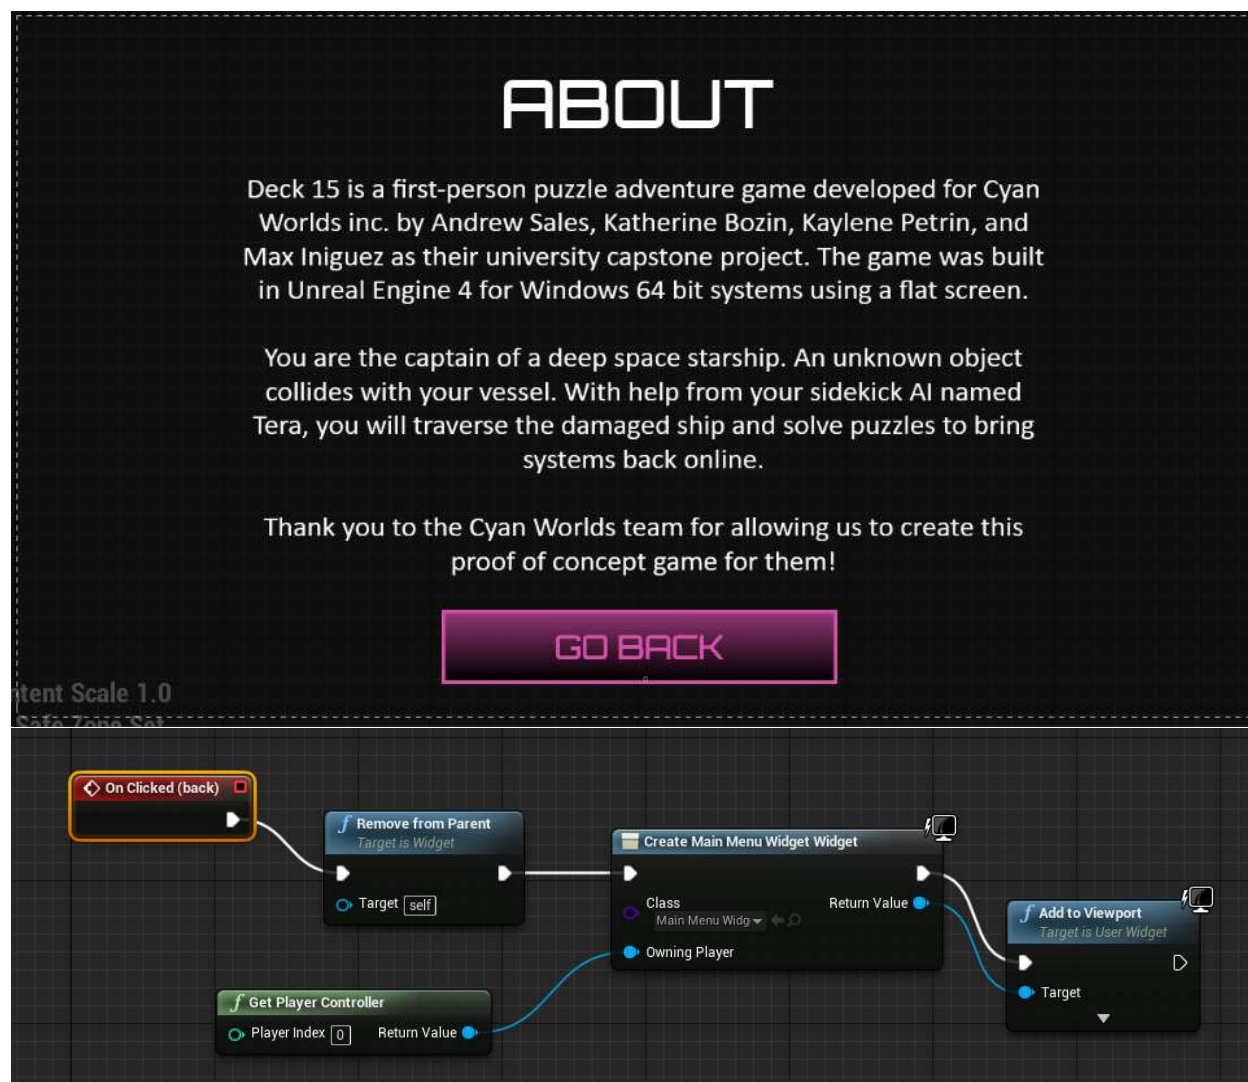 ABOUT
Deck 15 is a first-person puzzle adventure game developed for Cyan
Worlds inc. by Andrew Sales, Katherine Bozin, Kaylene Petrin, and
Max Iniguez as their university capstone project. The game was built
in Unreal Engine 4 for Windows 64 bit systems using a flat screen.
You are the captain of a deep space starship. An unknown object
collides with your vessel. With help from your sidekick AI named
Tera, you will traverse the damaged ship and solve puzzles to bring
systems back online.
Thank you to the Cyan Worlds team for allowing us to create this
proof of concept game for them!
GO BACK
ntent Scale 1.0
Safe Zone Set
On Clicked (back)
f Remove from Parent
Target is Widget
Target self
Create Main Menu Widget Widget
Class
Main Menu Widg
Return Value
Owning Player
f Add to Viewport
Target is User Widget
Target
f Get Player Controller
Player Index 0 Return Value